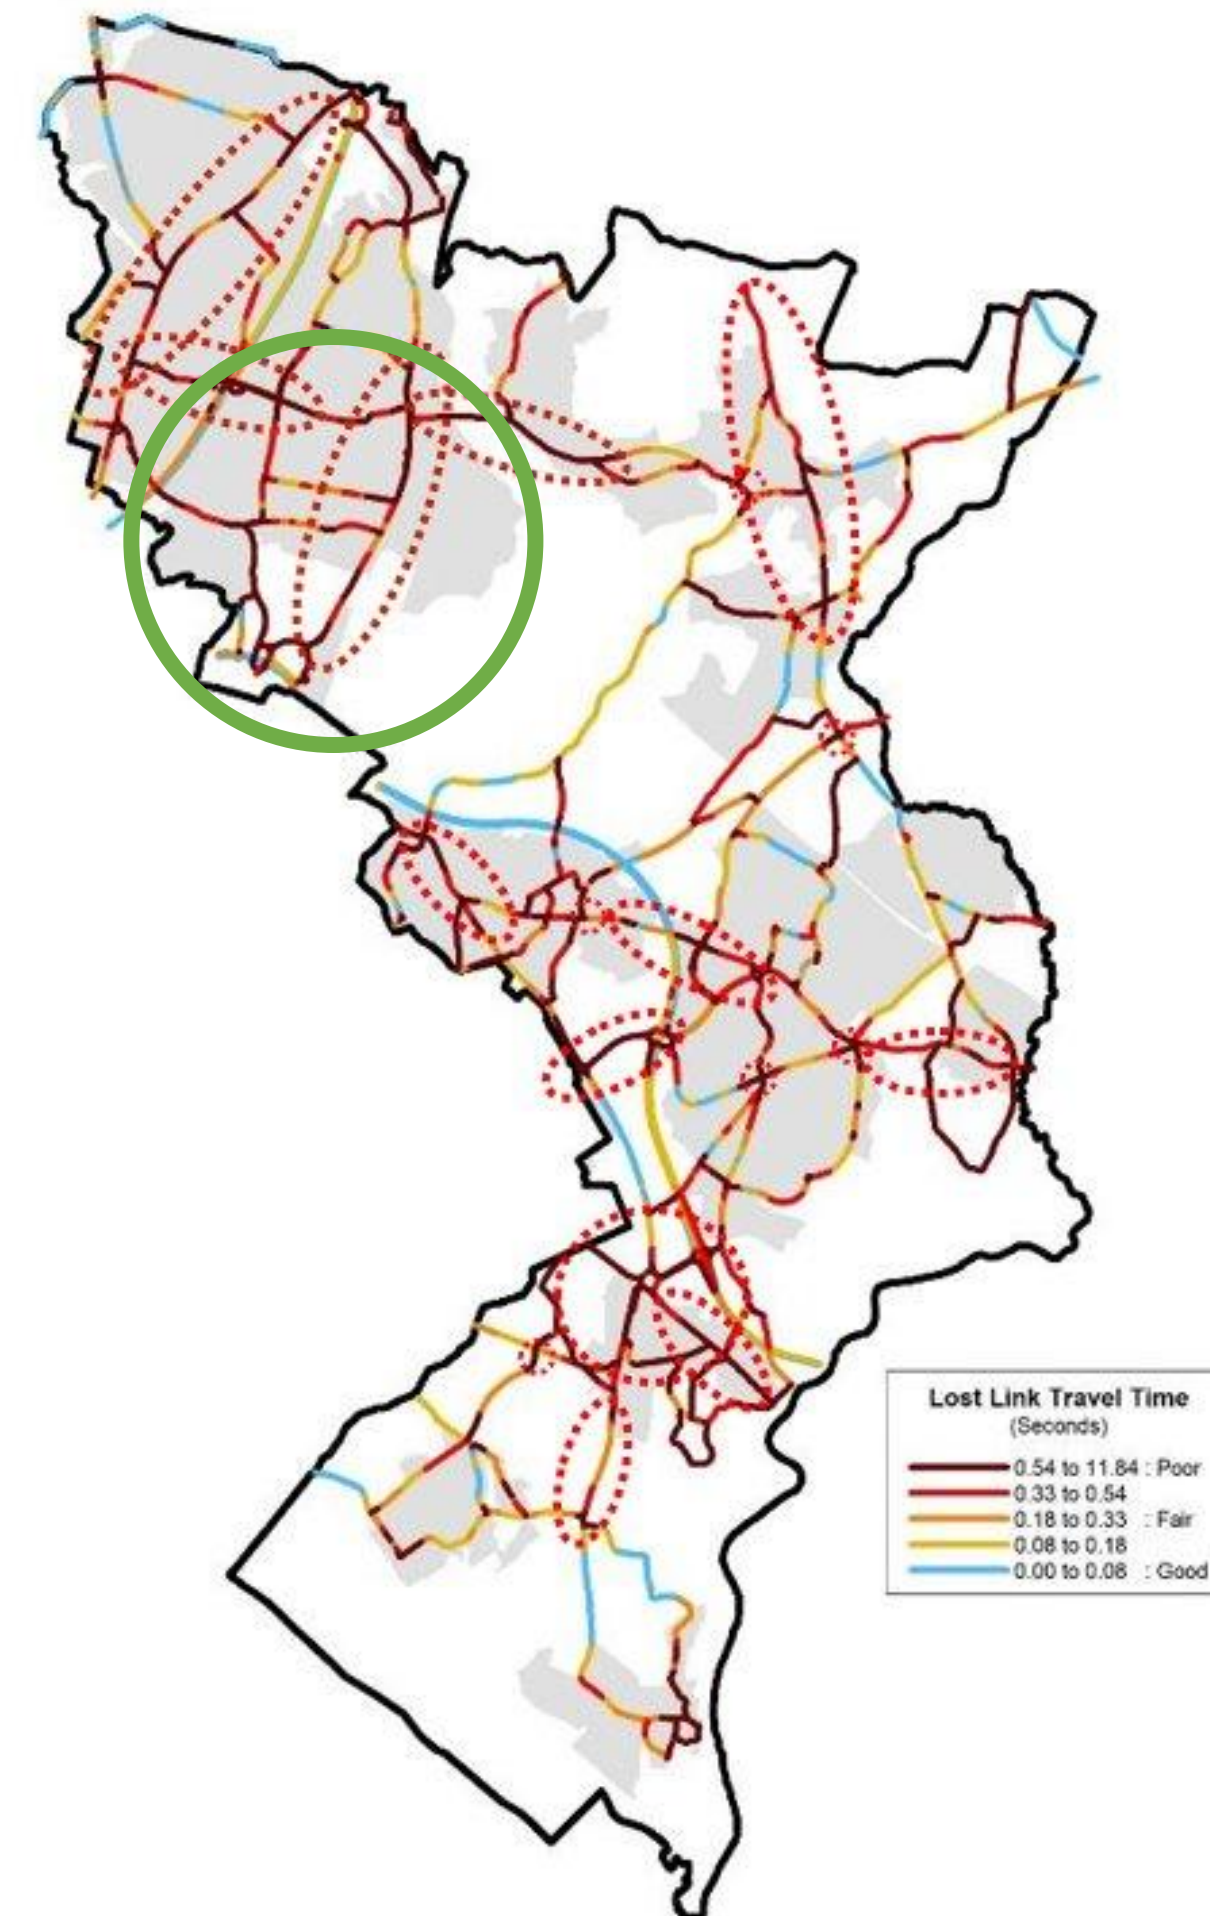 Lost Link Travel Time
(Seconds)
0.54 to 11.84 : Poor
0.33 to 0.54
0.18 to 0.33 : Fair
0.08 to 0.18
0.00 to 0.08 : Good